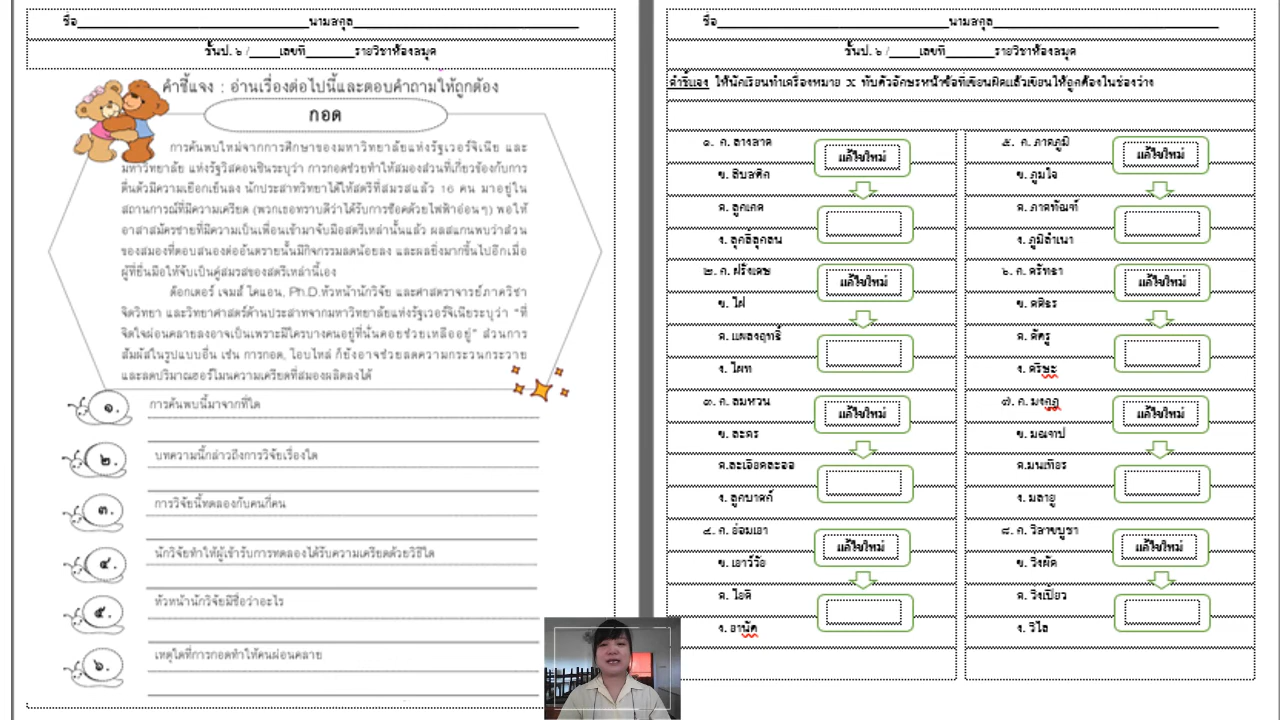 ชื่อ นามสกุล
ชั้นป. ๖ / เลขที่ รายวิชาห้องสมุด
คำชี้แจง : อ่านเรื่องต่อไปนี้และตอบคำถามให้ถูกต้อง
กอด
การค้นพบใหม่จากการศึกษาของมหาวิทยาลัยแห่งรัฐเวอร์จิเนีย และ
มหาวิทยาลัย แห่งรัฐวิสคอนซินระบุว่า การกอดช่วยทำให้สมองส่วนที่เกี่ยวข้องกับการ
ตื่นตัวมีความเยือกเย็นลง นักประสาทวิทยาได้ให้สตรีที่สมรสแล้ว 16 คน มาอยู่ใน
สถานการณ์ที่มีความเครียด (พวกเธอทราบดีว่าได้รับการช็อคด้วยไฟฟ้าอ่อนๆ) พอให้
อาสาสมัครชายที่มีความเป็นเพื่อนเข้ามาจับมือสตรีเหล่านั้นแล้ว ผลสแกนพบว่าส่วน
ของสมองที่ตอบสนองต่ออันตรายนั้นมีกิจกรรมลดน้อยลง และผลยิ่งมากขึ้นไปอีกเมื่อ
ผู้ที่ยื่นมือให้จับเป็นคู่สมรสของสตรีเหล่านี้เอง
ด็อกเตอร์ เจมส์ โคแอน, Ph.D.หัวหน้านักวิจัย และศาสตราจารย์ภาควิชา
จิตวิทยา และวิทยาศาสตร์ด้านประสาทจากมหาวิทยาลัยแห่งรัฐเวอร์จิเนียระบุว่า "ที่
จิตใจผ่อนคลายลงอาจเป็นเพราะมีใครบางคนอยู่ที่นั่นคอยช่วยเหลืออยู่" ส่วนการ
สัมผัสในรูปแบบอื่น เช่น การกอด, โอบไหล่ ก็ยังอาจช่วยลดความกระวนกระวาย
และลดปริมาณฮอร์โมนความเครียดที่สมองผลิตลงได้
๑. การค้นพบนี้มาจากที่ใด
๒. บทความนี้กล่าวถึงการวิจัยเรื่องใด
๓. การวิจัยนี้ทดลองกับคนกี่คน
๔. นักวิจัยทำให้ผู้เข้ารับการทดลองได้รับความเครียดด้วยวิธีใด
๕. หัวหน้านักวิจัยมีชื่อว่าอะไร
๖. เหตุใดที่การกอดทำให้คนผ่อนคลาย
ชื่อ นามสกุล
ชั้นป. ๖ / เลขที่ รายวิชาห้องสมุด
คำชี้แจง ให้นักเรียนทำเครื่องหมาย X ทับตัวอักษรหน้าข้อที่เขียนผิดแล้วเขียนให้ถูกต้องในช่องว่าง
๑. ก. ลางลาด
แก้ไขใหม่
ข. สิบสลึก
ค. ลูกเกด
ง. ลุกลี้ลุกลน
๒. ก. ฝรั่งเศษ
แก้ไขใหม่
ข. ไฝ
ค. แผลงฤทธิ์
ง. ไผท
๓. ก. ลมหวน
แก้ไขใหม่
ข. ละคร
ค.ละเอียดละออ
ง. ลูกบาศก์
๔. ก. ย่อมเยา
แก้ไขใหม่
ข. เยาว์วัย
ค. โยคี
ง. ยานัด
๕. ก. ภาคภูมิ
แก้ไขใหม่
ข. ภูมใจ
ค. ภาคทัณฑ์
ง. ภูมิลำเนา
๖. ก. ศรัทธา
แก้ไขใหม่
ข. ศศิธร
ค. ศัตรู
ง. ศริษะ
๗. ก. มงกุฎ
แก้ไขใหม่
ข. มณฑป
ค.มนเทียร
ง. มลายู
๘. ก. วิสาขบูชา
แก้ไขใหม่
ข. วิงผัด
ค. วิ่งเปี้ยว
ง. วิไล